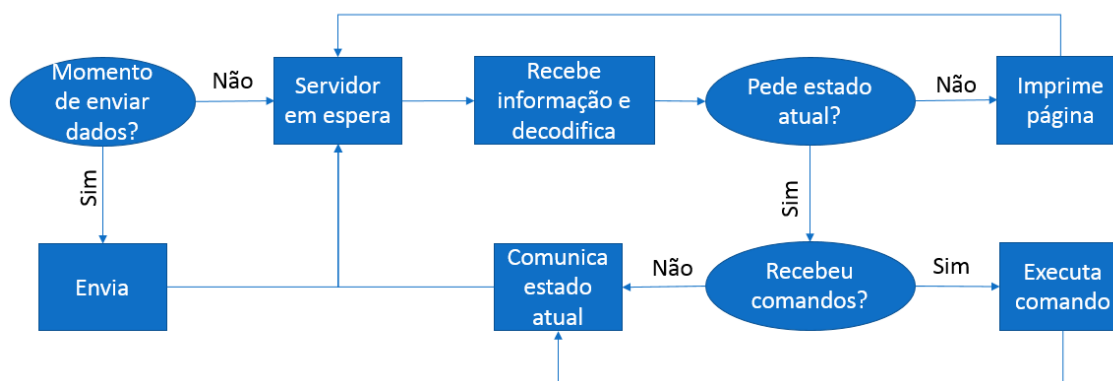 Momento
de enviar
dados?
Não
Servidor
em espera
Recebe
informação e
decodifica
Pede estado
atual?
Não
Imprime
página
Sim
Sim
Envia
Comunica
estado
atual
Não
Recebeu
comandos?
Sim
Executa
comando